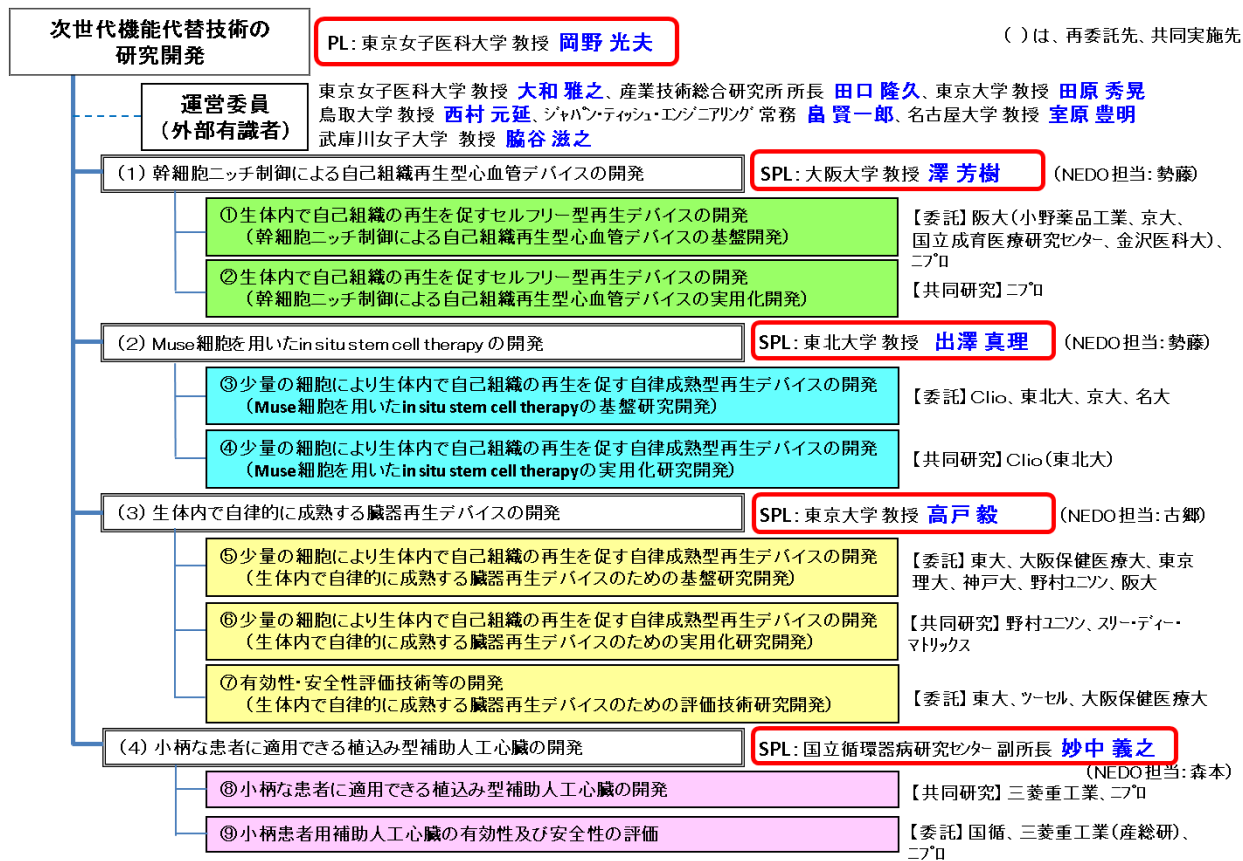 次世代機能代替技術の
研究開発
PL: 東京女子医科大学 教授 岡野 光夫
( )は、再委託先、共同実施先
運営委員
(外部有識者)
東京女子医科大学 教授 大和 雅之、産業技術総合研究所 所長 田口 隆久、東京大学 教授 田原 秀晃
鳥取大学 教授 西村 元延、ジャパン・ティッシュ・エンジニアリング 常務 畠 賢一郎、名古屋大学 教授 室原 豊明
武庫川女子大学 教授 脇谷 滋之
(1) 幹細胞ニッチ制御による自己組織再生型心血管デバイスの開発
SPL: 大阪大学 教授 澤 芳樹
(NEDO担当: 勢藤)
①生体内で自己組織の再生を促すセルフリー型再生デバイスの開発
(幹細胞ニッチ制御による自己組織再生型心血管デバイスの基盤開発)
【委託】 阪大(小野薬品工業、京大、
国立成育医療研究センター、金沢医科大)、
ニプロ
②生体内で自己組織の再生を促すセルフリー型再生デバイスの開発
(幹細胞ニッチ制御による自己組織再生型心血管デバイスの実用化開発)
【共同研究】 ニプロ
(2) Muse細胞を用いたin situ stem cell therapy の開発
SPL: 東北大学 教授 出澤 真理
(NEDO担当: 勢藤)
③少量の細胞により生体内で自己組織の再生を促す自律成熟型再生デバイスの開発
(Muse細胞を用いたin situ stem cell therapyの基盤研究開発)
【委託】 Clio、東北大、京大、名大
④少量の細胞により生体内で自己組織の再生を促す自律成熟型再生デバイスの開発
(Muse細胞を用いたin situ stem cell therapyの実用化研究開発)
【共同研究】 Clio(東北大)
(3) 生体内で自律的に成熟する臓器再生デバイスの開発
SPL: 東京大学 教授 高戸 毅
(NEDO担当: 古郷)
⑤少量の細胞により生体内で自己組織の再生を促す自律成熟型再生デバイスの開発
(生体内で自律的に成熟する臓器再生デバイスのための基盤研究開発)
【委託】 東大、大阪保健医療大、東京
理大、神戸大、野村ユニソン、阪大
⑥少量の細胞により生体内で自己組織の再生を促す自律成熟型再生デバイスの開発
(生体内で自律的に成熟する臓器再生デバイスのための実用化研究開発)
【共同研究】 野村ユニソン、スリー・ディー・
マトリックス
⑦有効性・安全性評価技術等の開発
(生体内で自律的に成熟する臓器再生デバイスのための評価技術研究開発)
【委託】 東大、ツーセル、大阪保健医療大
(4) 小柄な患者に適用できる植込み型補助人工心臓の開発
SPL: 国立循環器病研究センター 副所長 妙中 義之
(NEDO担当: 森本)
⑧小柄な患者に適用できる植込み型補助人工心臓の開発
【共同研究】 三菱重工業、ニプロ
⑨小柄患者用補助人工心臓の有効性及び安全性の評価
【委託】 国循、三菱重工業(産総研)、
ニプロ